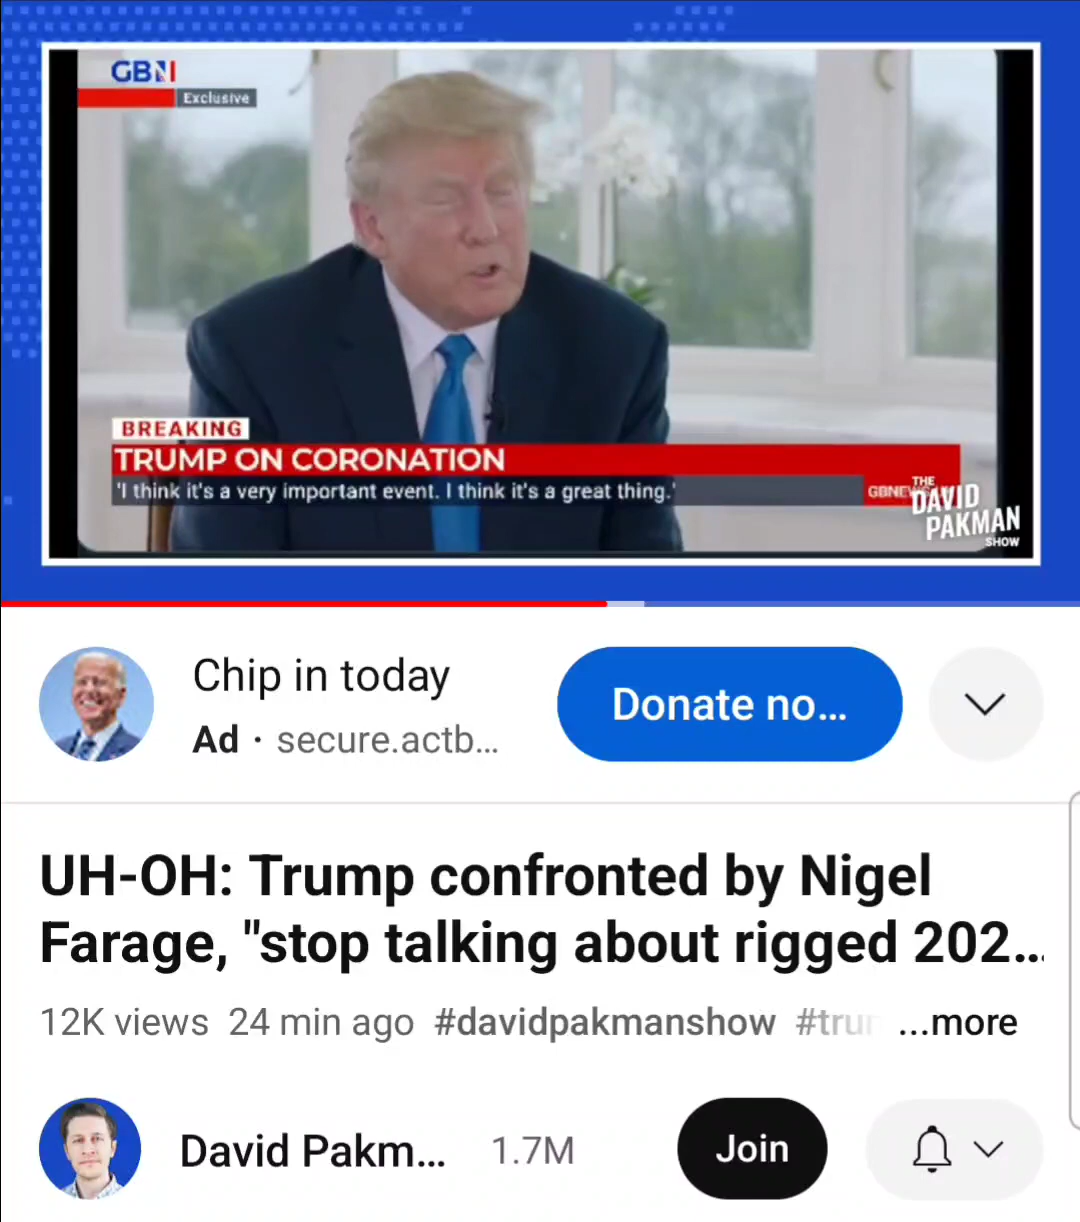 GBN
Exclusive
BREAKING
TRUMP ON CORONATION
'I think it's a very important event. I think it's a great thing.'
GBNEWS
THE
DAVID
PAKMAN
SHOW
Chip in today
Donate no...
Ad · secure.actb...
UH-OH: Trump confronted by Nigel
Farage, "stop talking about rigged 202...
12K views 24 min ago #davidpakmanshow #trum ...more
David Pakm... 1.7M Join